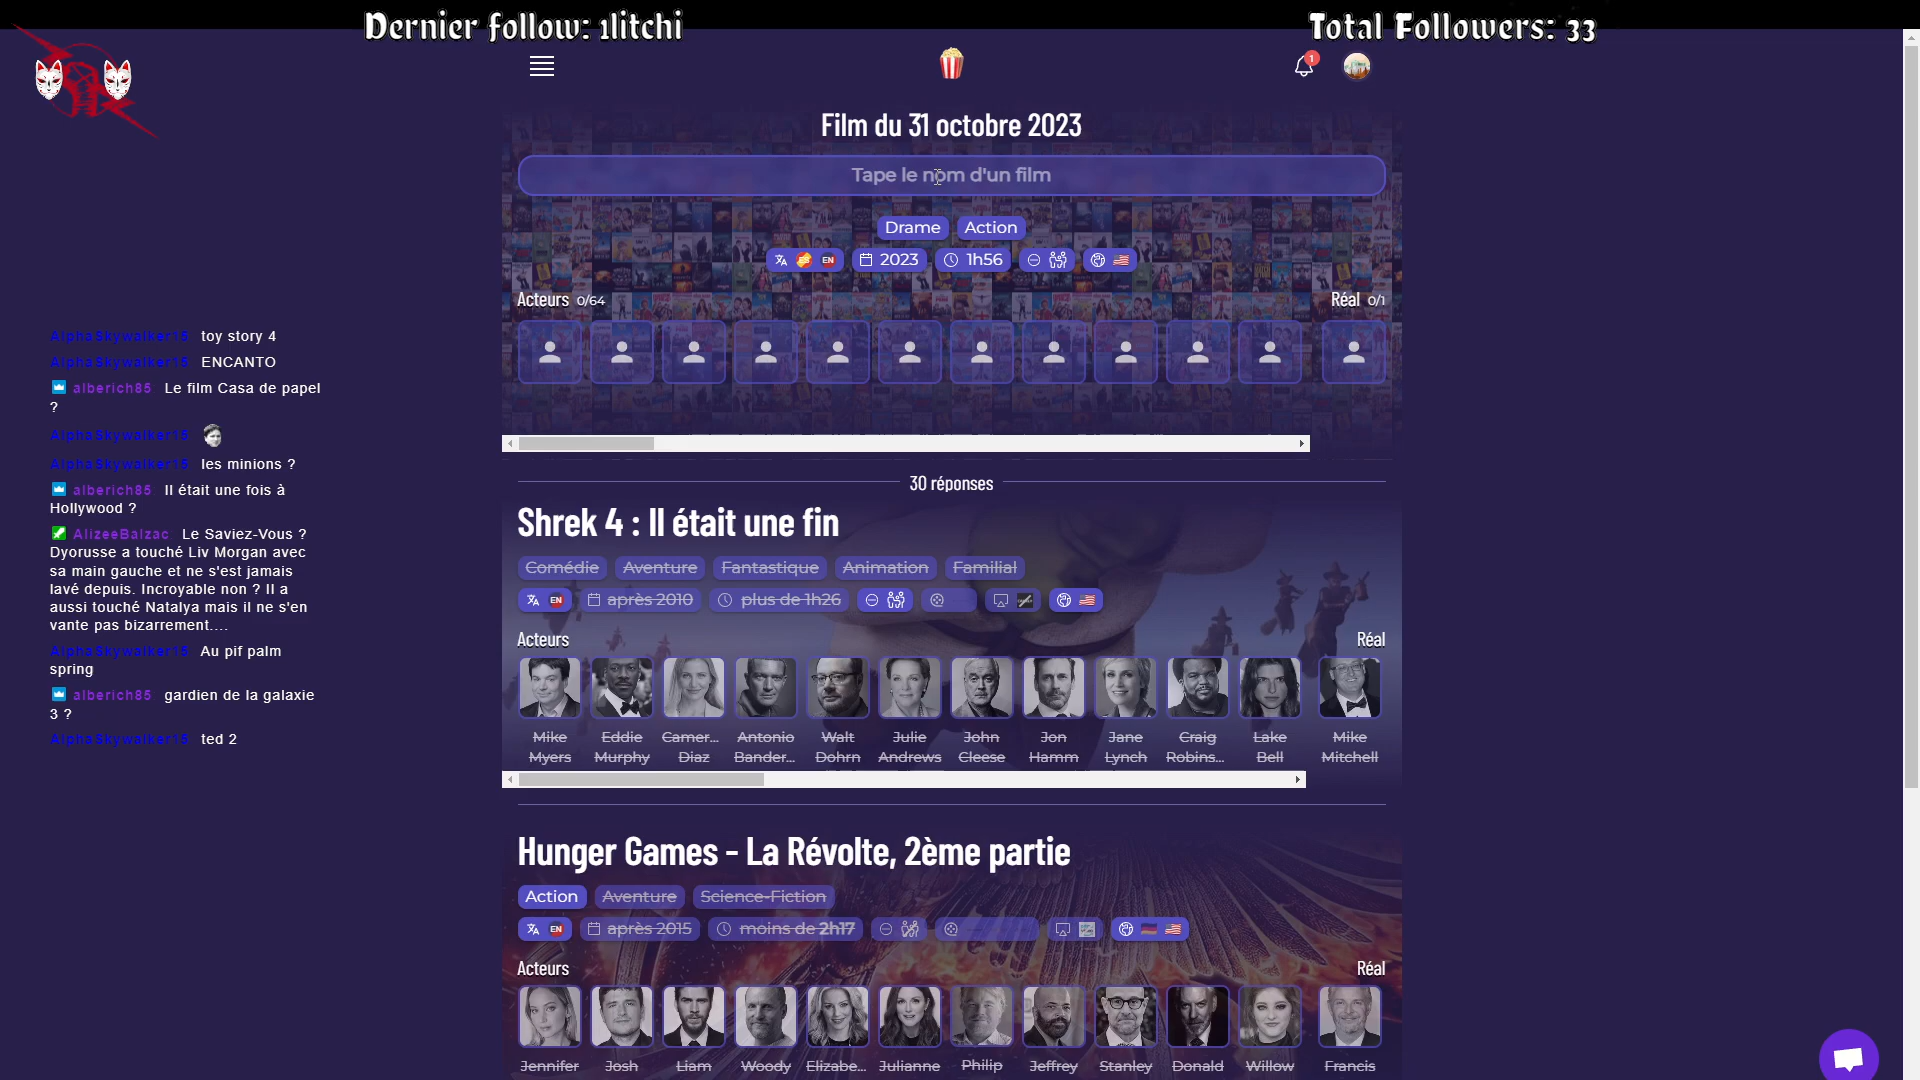 Dernier follow: 1litchi
Total Followers: 33
1
Film du 31 octobre 2023
Tape le nom d'un film
Drame Action
ES EN 2023 1h56
Acteurs 0/64 Réal 0/1
AlphaSkywalker15 toy story 4
AlphaSkywalker15 ENCANTO
alberich85 Le film Casa de papel
?
AlphaSkywalker15
AlphaSkywalker15 les minions ?
alberich85 Il était une fois à
Hollywood ?
AlizeeBalzac Le Saviez-Vous ?
Dyorusse a touché Liv Morgan avec
sa main gauche et ne s'est jamais
lavé depuis. Incroyable non ? Il a
aussi touché Natalya mais il ne s'en
vante pas bizarrement....
AlphaSkywalker15 Au pif palm
spring
alberich85 gardien de la galaxie
3 ?
AlphaSkywalker15 ted 2
30 réponses
Shrek 4 : Il était une fin
Comédie Aventure Fantastique Animation Familial
EN après 2010 plus de 1h26
Acteurs Réal
Mike Eddie Camer... Antonio Walt Julie John Jon Jane Craig Lake Mike
Myers Murphy Diaz Bander... Dohrn Andrews Cleese Hamm Lynch Robins... Bell Mitchell
Hunger Games - La Révolte, 2ème partie
Action Aventure Science-Fiction
EN après 2015 moins de 2h17
Acteurs Réal
Jennifer Josh Liam Woody Elizabe... Julianne Philip Jeffrey Stanley Donald Willow Francis